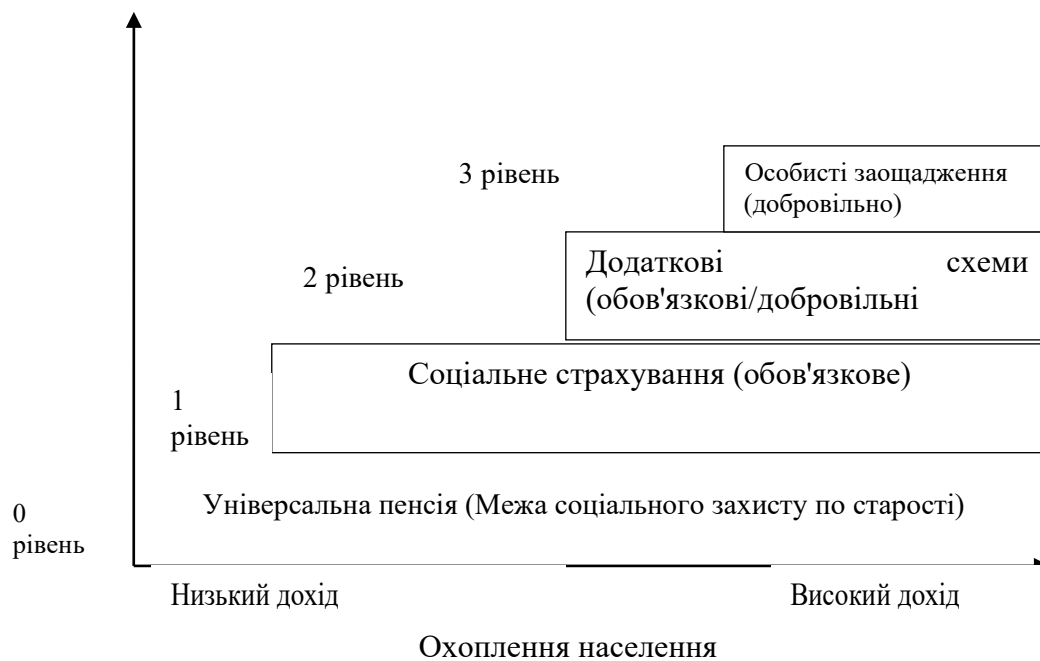 3 рівень
Особисті заощадження
(добровільно)
2 рівень
Додаткові схеми
(обов'язкові/добровільні
Соціальне страхування (обов'язкове)
1
рівень
Універсальна пенсія (Межа соціального захисту по старості)
0
рівень
Низький дохід
Високий дохід
Охоплення населення